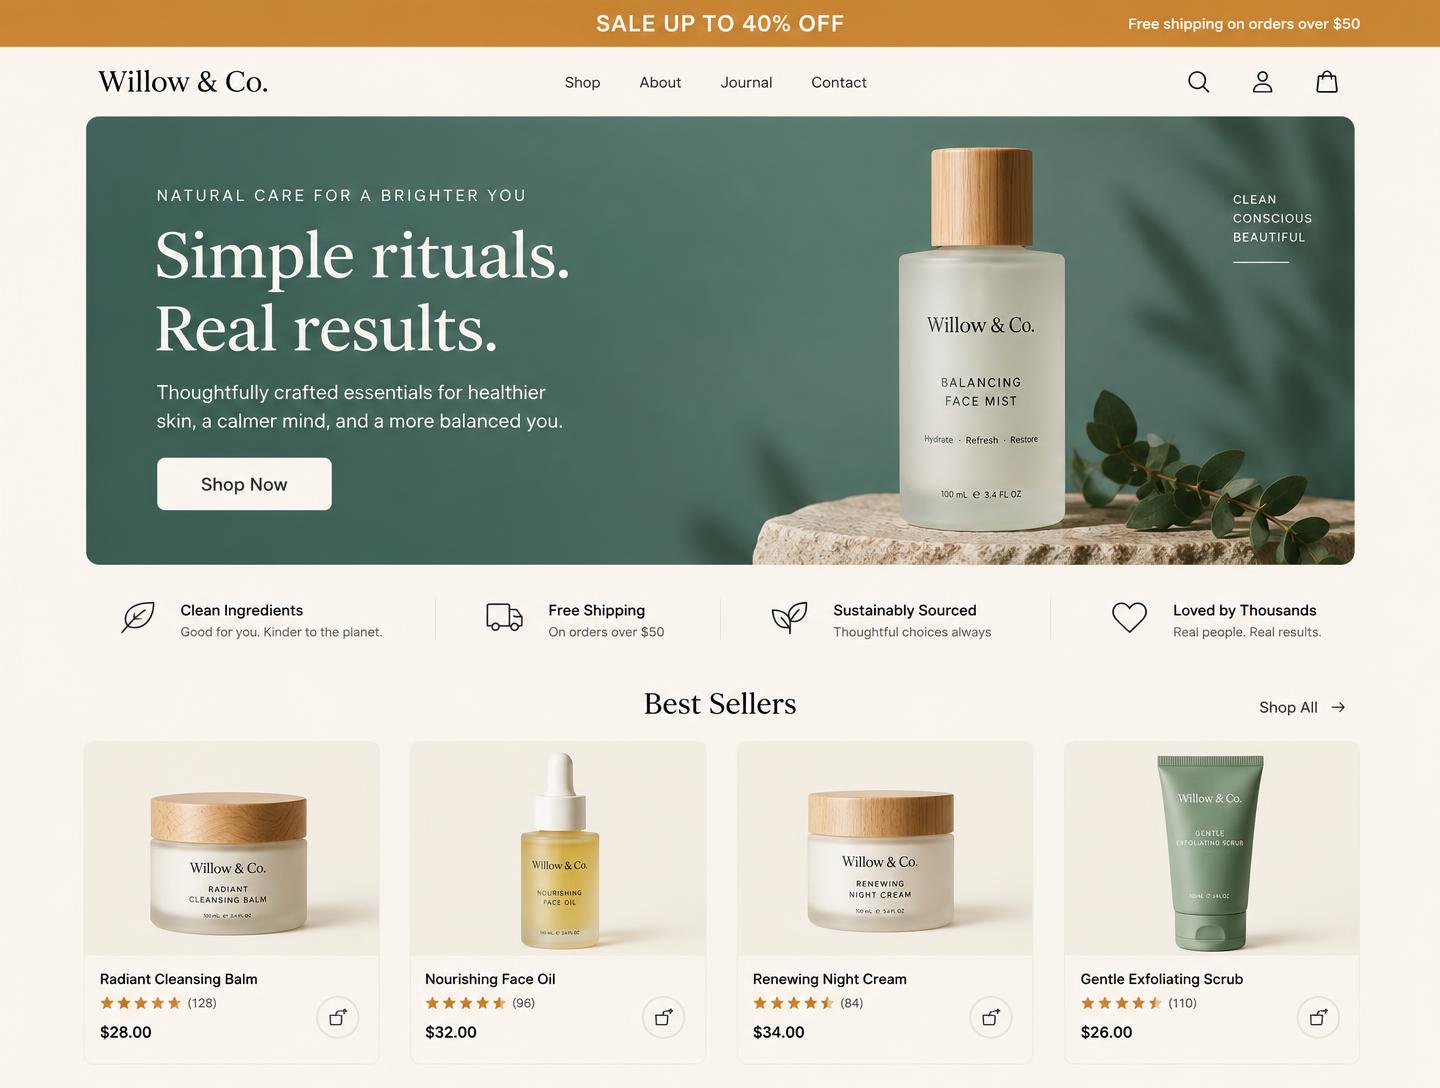 SALE UP TO 40% OFF
Free shipping on orders over $50
Willow & Co.
Shop
About
Journal
Contact
NATURAL CARE FOR A BRIGHTER YOU
Simple rituals.
Real results.
Thoughtfully crafted essentials for healthier
skin, a calmer mind, and a more balanced you.
Shop Now
Willow & Co.
BALANCING
FACE MIST
Hydrate · Refresh · Restore
100 mL ℮ 3.4 FL OZ
CLEAN
CONSCIOUS
BEAUTIFUL
Clean Ingredients
Good for you. Kinder to the planet.
Free Shipping
On orders over $50
Sustainably Sourced
Thoughtful choices always
Loved by Thousands
Real people. Real results.
Best Sellers
Shop All →
Willow & Co.
RADIANT
CLEANSING BALM
Radiant Cleansing Balm
(128)
$28.00
Willow & Co.
NOURISHING
FACE OIL
Nourishing Face Oil
(96)
$32.00
Willow & Co.
RENEWING
NIGHT CREAM
Renewing Night Cream
(84)
$34.00
Willow & Co.
GENTLE
EXFOLIATING SCRUB
Gentle Exfoliating Scrub
(110)
$26.00